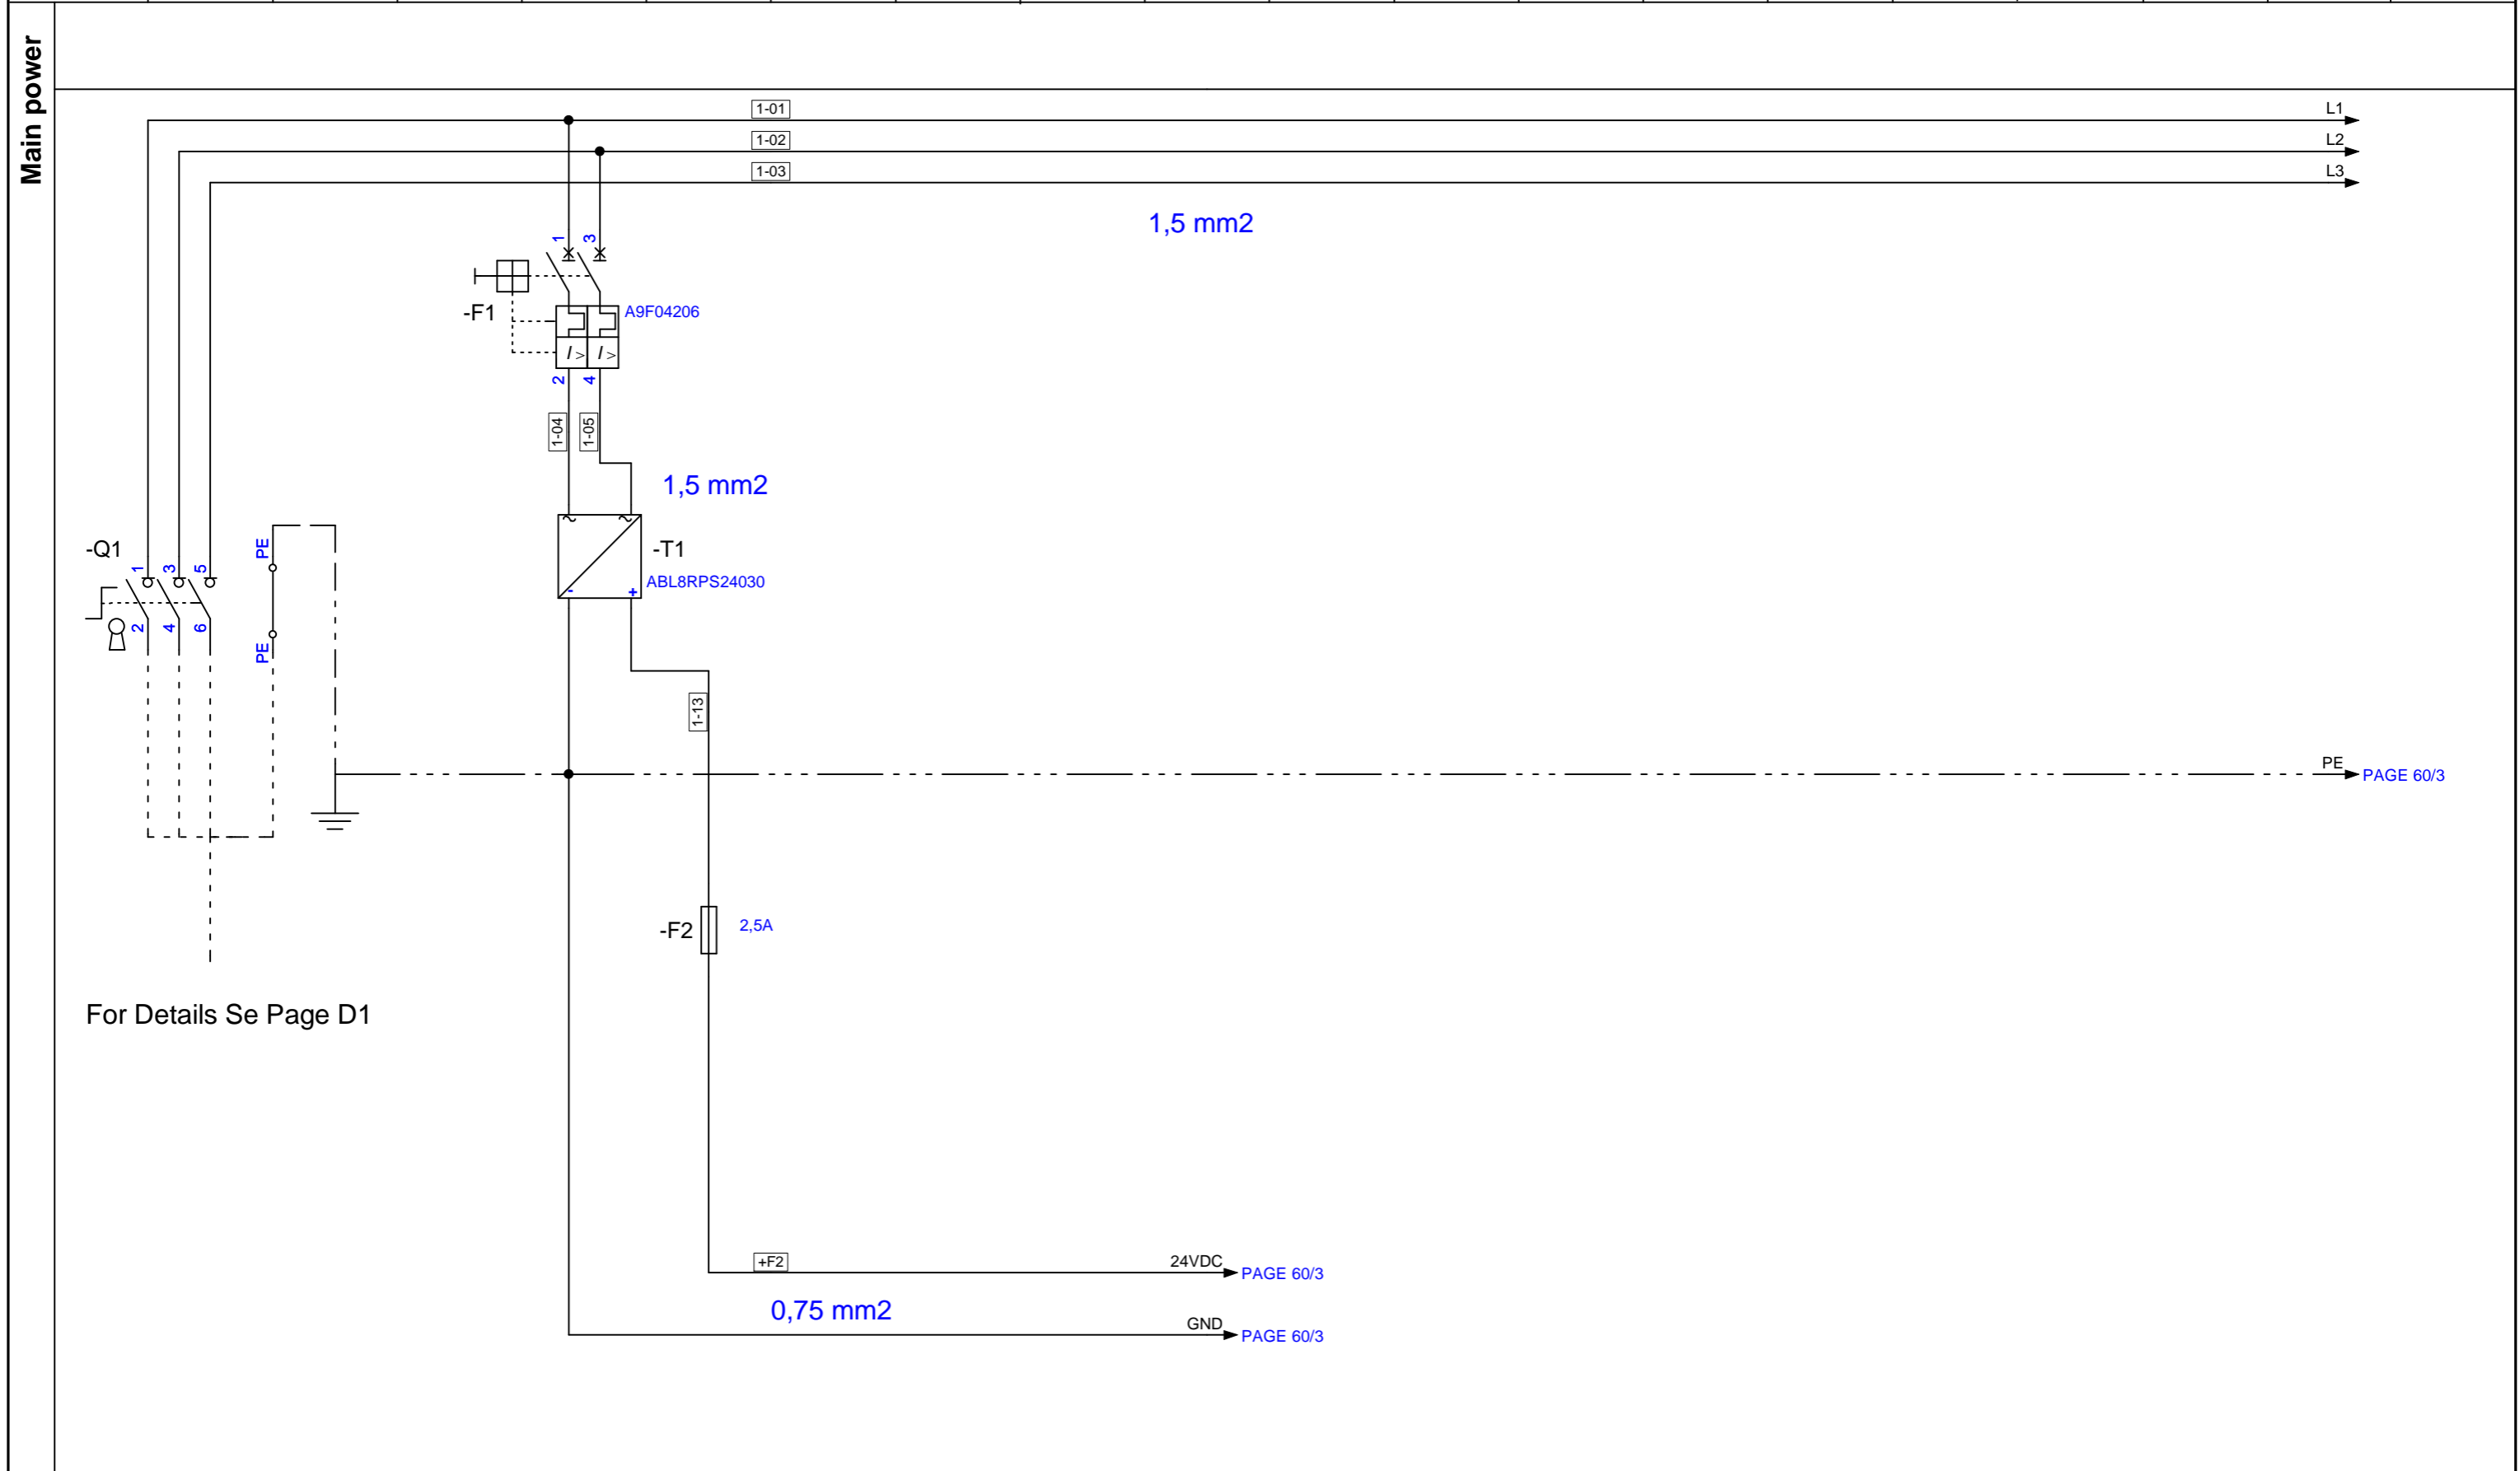 Main power
1-01
L1
1-02
L2
1-03
L3
1,5 mm2
1 3
-F1
A9F04206
I> I>
2 4
1-04 1-05
1,5 mm2
-Q1
1 3 5
PE
-T1
ABL8RPS24030
- +
2 4 6
PE
1-13
PE
PAGE 60/3
-F2
2,5A
For Details Se Page D1
+F2
24VDC
PAGE 60/3
0,75 mm2
GND
PAGE 60/3